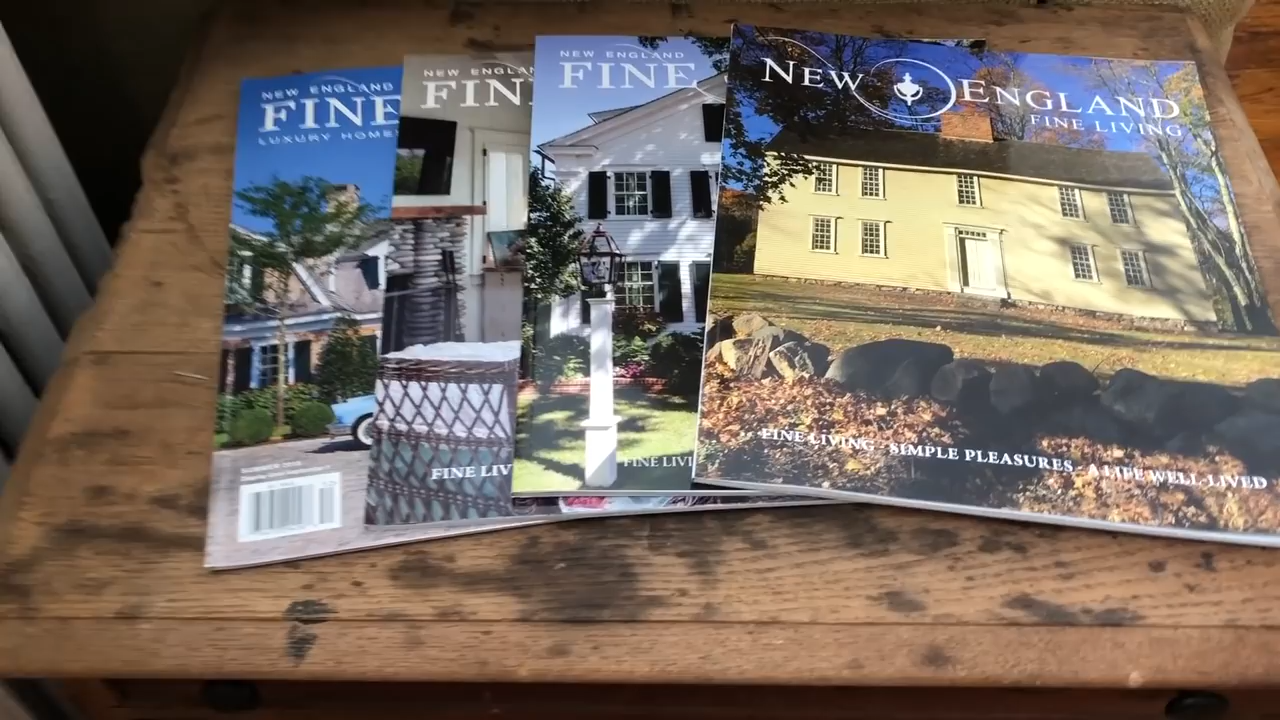 NEW ENGLAND
FINE
LUXURY HOME
NEW ENGLAN
FIN
FINE LIV
NEW ENGLAND
FINE
FINE LIVI
NEW ENGLAND
FINE LIVING
FINE LIVING · SIMPLE PLEASURES · A LIFE WELL-LIVED